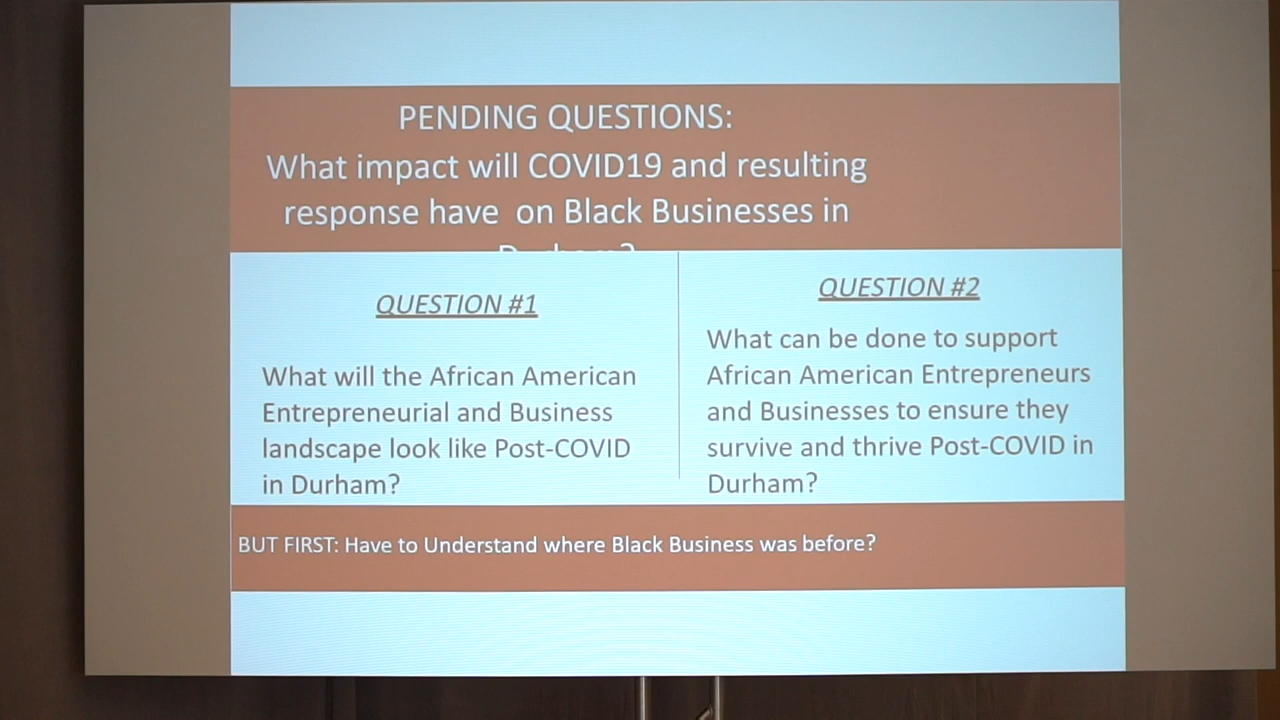 PENDING QUESTIONS:
What impact will COVID19 and resulting
response have on Black Businesses in
Durham?
QUESTION #1
What will the African American
Entrepreneurial and Business
landscape look like Post-COVID
in Durham?
QUESTION #2
What can be done to support
African American Entrepreneurs
and Businesses to ensure they
survive and thrive Post-COVID in
Durham?
BUT FIRST: Have to Understand where Black Business was before?